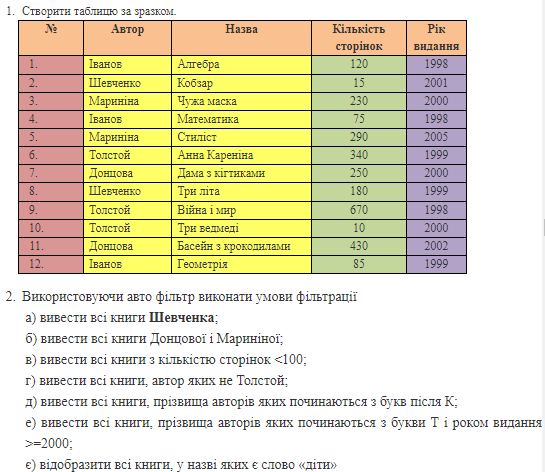 1. Створити таблицю за зразком.
№ Автор Назва Кількість сторінок Рік видання
1. Іванов Алгебра 120 1998
2. Шевченко Кобзар 15 2001
3. Мариніна Чужа маска 230 2000
4. Іванов Математика 75 1998
5. Мариніна Стиліст 290 2005
6. Толстой Анна Кареніна 340 1999
7. Донцова Дама з кігтиками 250 2000
8. Шевченко Три літа 180 1999
9. Толстой Війна і мир 670 1998
10. Толстой Три ведмеді 10 2000
11. Донцова Басейн з крокодилами 430 2002
12. Іванов Геометрія 85 1999
2. Використовуючи авто фільтр виконати умови фільтрації
а) вивести всі книги Шевченка;
б) вивести всі книги Донцової і Мариніної;
в) вивести всі книги з кількістю сторінок <100;
г) вивести всі книги, автор яких не Толстой;
д) вивести всі книги, прізвища авторів яких починаються з букв після К;
е) вивести всі книги, прізвища авторів яких починаються з букви Т і роком видання
>=2000;
є) відобразити всі книги, у назві яких є слово «діти»